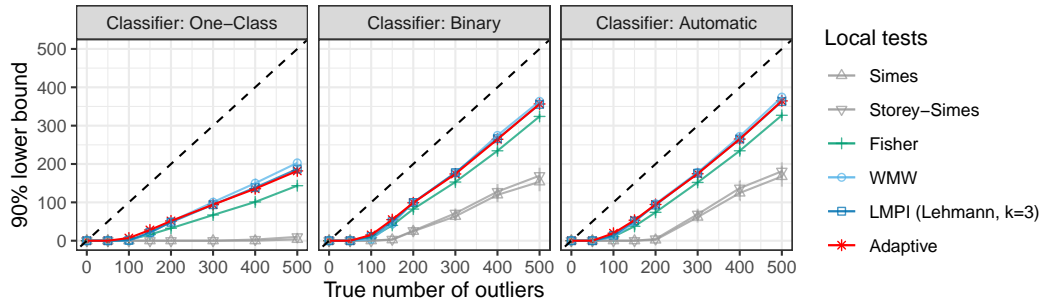 Classifier: One−Class
Classifier: Binary
Classifier: Automatic
90% lower bound
500
400
300
200
100
0
0 100 200 300 400 500
0 100 200 300 400 500
0 100 200 300 400 500
True number of outliers
Local tests
Simes
Storey−Simes
Fisher
WMW
LMPI (Lehmann, k=3)
Adaptive